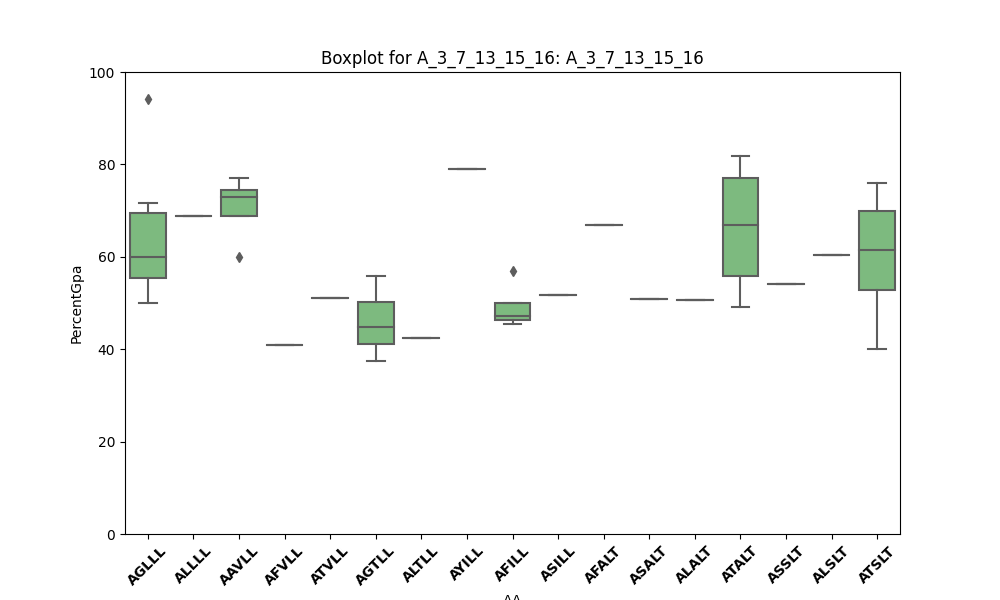 Boxplot for A_3_7_13_15_16: A_3_7_13_15_16
100
80
60
40
20
0
PercentGpa
AGLLL ALLLL AAVLL AFVLL ATVLL AGTLL ALTLL AYILL AFILL ASILL AFALT ASALT ALALT ATALT ASSLT ALSLT ATSLT
AA